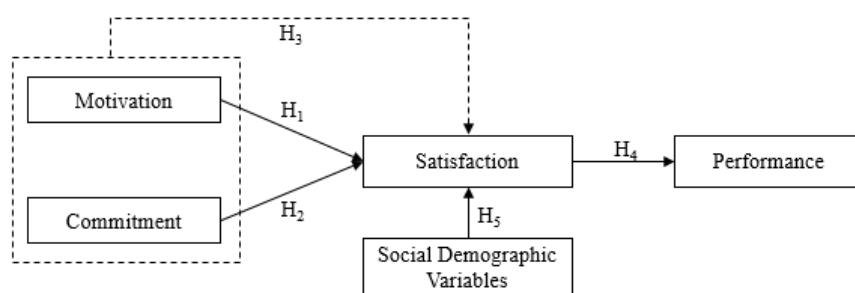 H₃
Motivation
H₁
Satisfaction
H₄
Performance
Commitment
H₂
H₅
Social Demographic
Variables